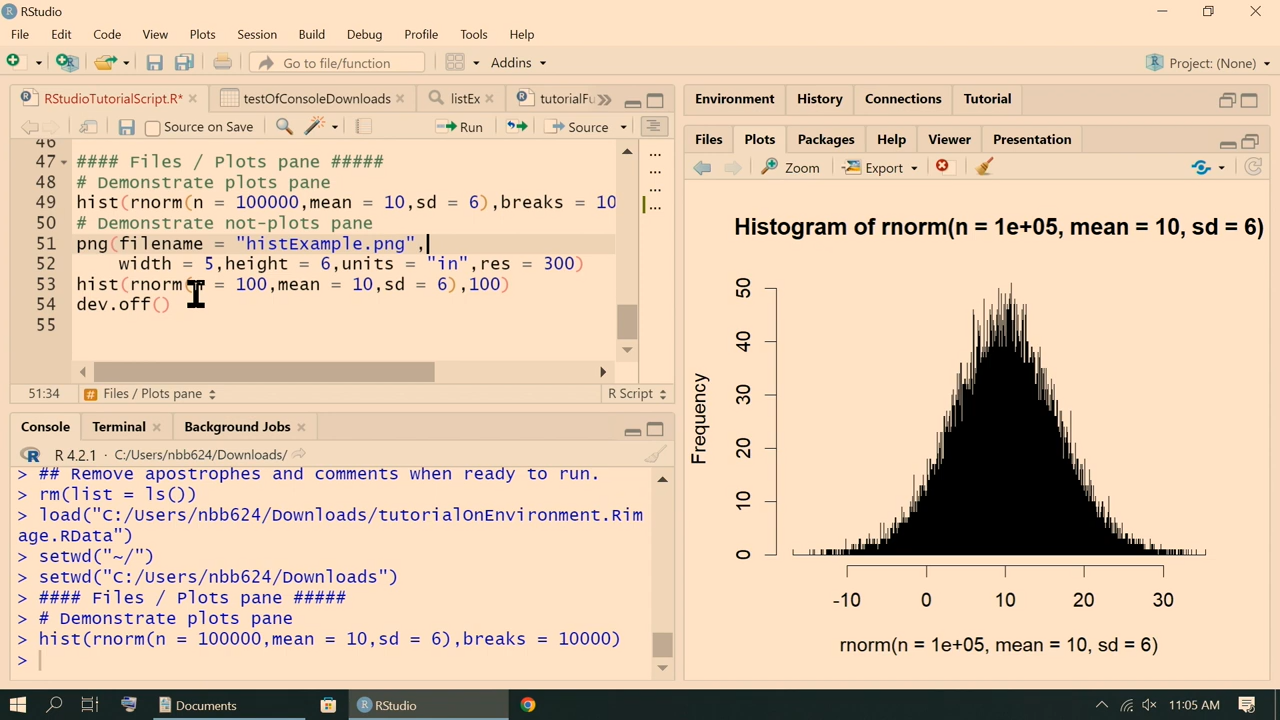 RStudio
File Edit Code View Plots Session Build Debug Profile Tools Help
Go to file/function Addins Project: (None)
RStudioTutorialScript.R* testOfConsoleDownloads listEx tutorialFu
Source on Save Run Source
46
47 #### Files / Plots pane #####
48 # Demonstrate plots pane
49 hist(rnorm(n = 100000,mean = 10,sd = 6),breaks = 10
50 # Demonstrate not-plots pane
51 png(filename = "histExample.png",
52 width = 5,height = 6,units = "in",res = 300)
53 hist(rnorm(n = 100,mean = 10,sd = 6),100)
54 dev.off()
55
51:34 # Files / Plots pane R Script
Console Terminal Background Jobs
R 4.2.1 · C:/Users/nbb624/Downloads/
> ## Remove apostrophes and comments when ready to run.
> rm(list = ls())
> load("C:/Users/nbb624/Downloads/tutorialOnEnvironment.Rim
age.RData")
> setwd("~/")
> setwd("C:/Users/nbb624/Downloads")
> #### Files / Plots pane #####
> # Demonstrate plots pane
> hist(rnorm(n = 100000,mean = 10,sd = 6),breaks = 10000)
>
Environment History Connections Tutorial
Files Plots Packages Help Viewer Presentation
Zoom Export
Histogram of rnorm(n = 1e+05, mean = 10, sd = 6)
Frequency
50
40
30
20
10
0
-10 0 10 20 30
rnorm(n = 1e+05, mean = 10, sd = 6)
Documents RStudio 11:05 AM